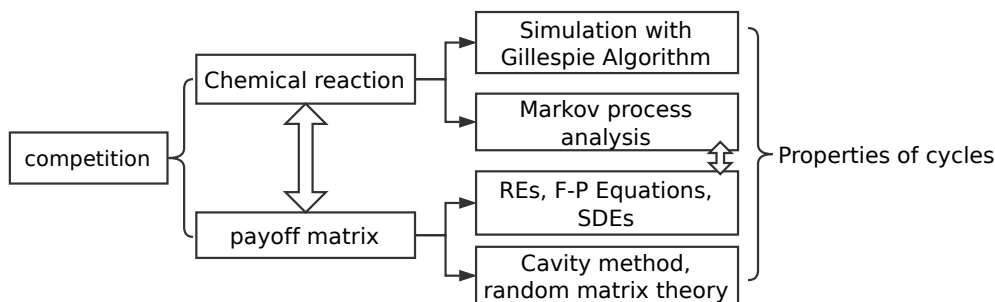 competition
Chemical reaction
payoff matrix
Simulation with
Gillespie Algorithm
Markov process
analysis
REs, F-P Equations,
SDEs
Cavity method,
random matrix theory
Properties of cycles